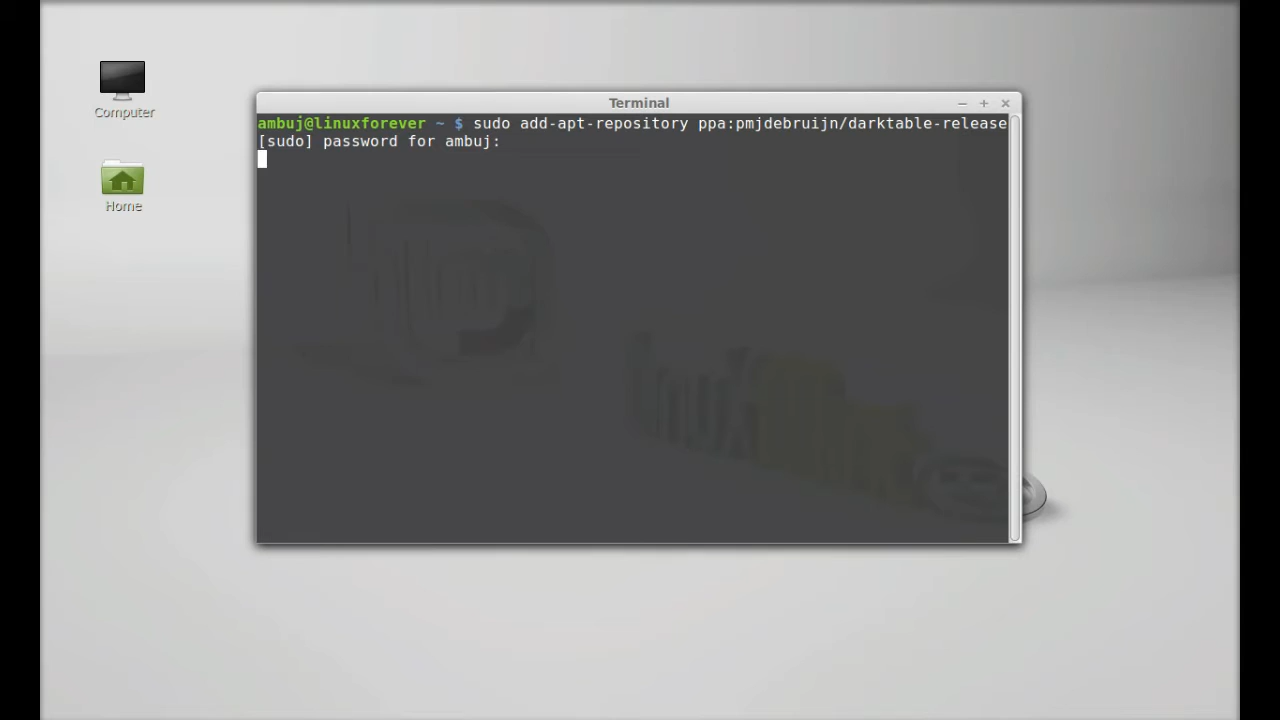 Computer
Home
Terminal
ambuj@linuxforever ~ $ sudo add-apt-repository ppa:pmjdebruijn/darktable-release
[sudo] password for ambuj: